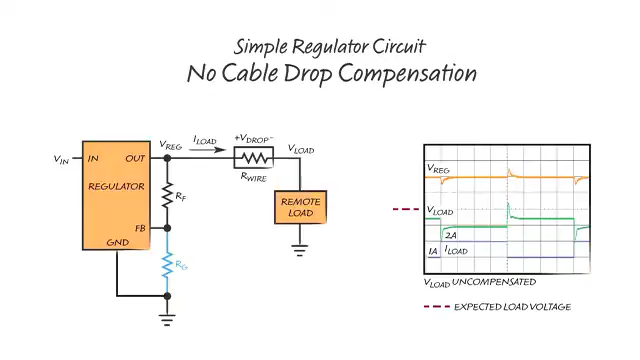 Simple Regulator Circuit
No Cable Drop Compensation
VIN
IN
OUT
REGULATOR
FB
GND
VREG
ILOAD
+VDROP-
VLOAD
RWIRE
RF
RG
REMOTE
LOAD
VREG
VLOAD
2A
1A
ILOAD
VLOAD UNCOMPENSATED
EXPECTED LOAD VOLTAGE